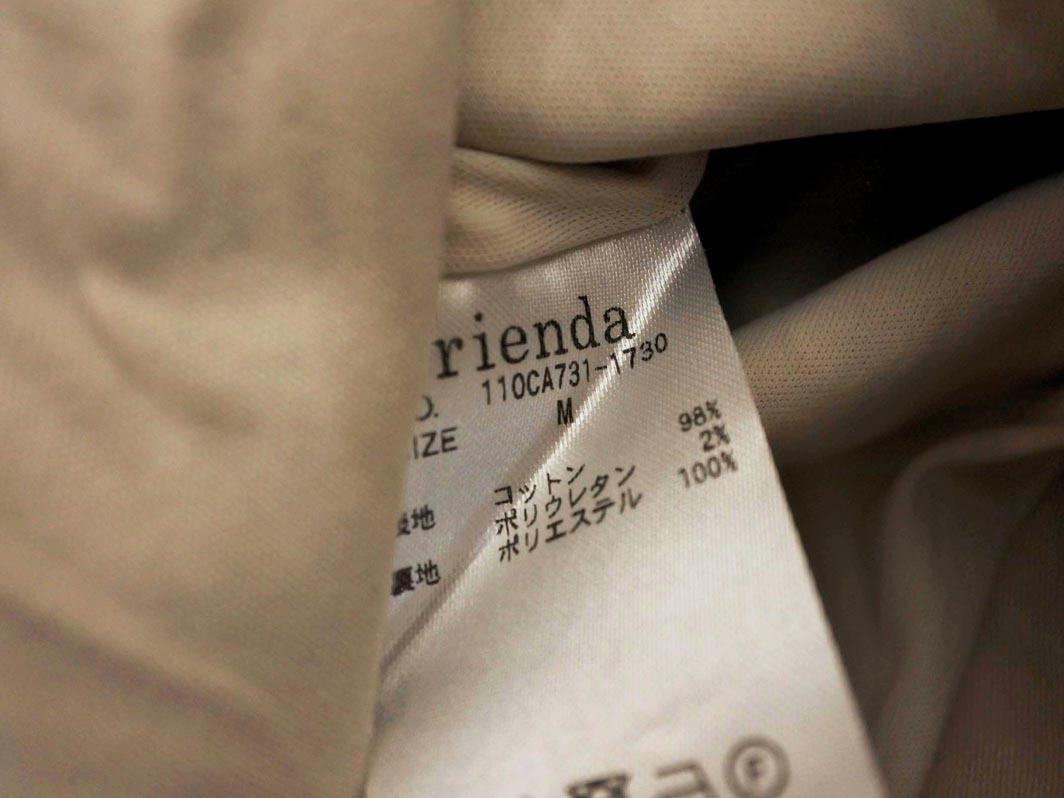 rienda
O. 110CA731-1730
IZE M
コットン 98%
地 ポリウレタン 2%
裏地 ポリエステル 100%
F